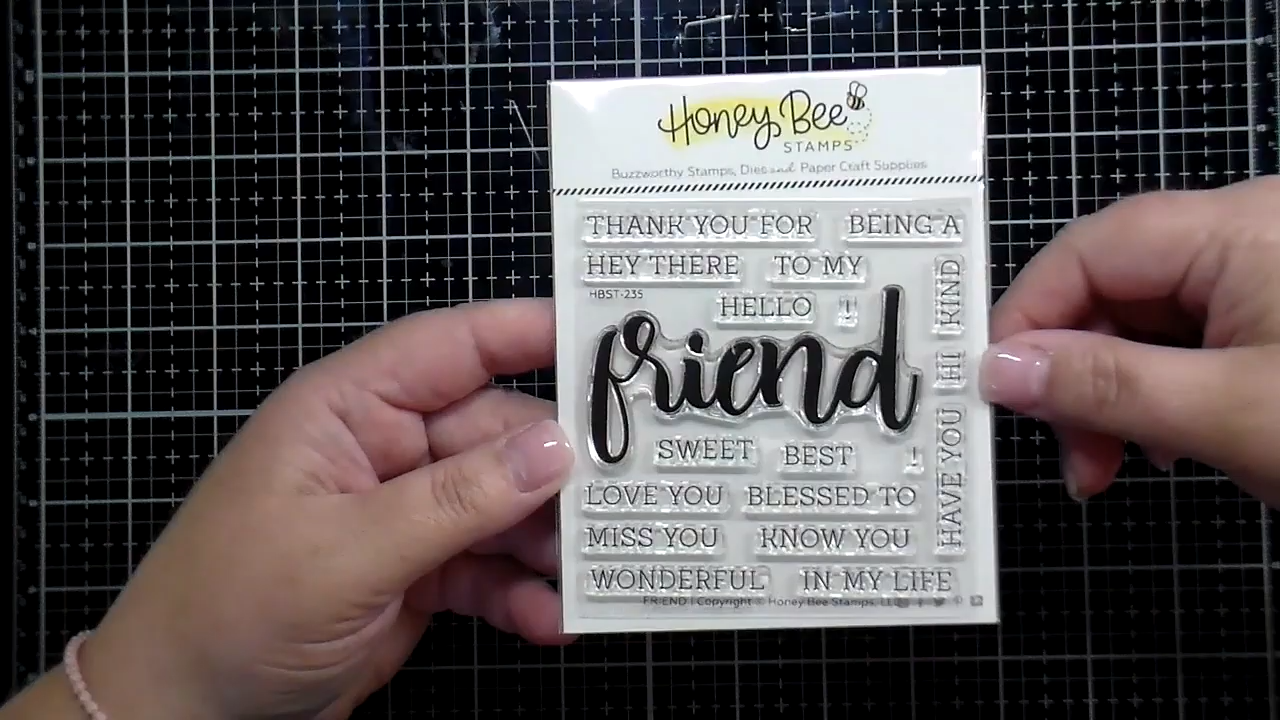 Honey Bee
STAMPS
Buzzworthy Stamps, Dies and Paper Craft Supplies
THANK YOU FOR BEING A
HEY THERE TO MY
HBST-235
HELLO !
KIND
HI
HAVE YOU
friend
SWEET BEST !
LOVE YOU BLESSED TO
MISS YOU KNOW YOU
WONDERFUL IN MY LIFE
FRIEND | Copyright © Honey Bee Stamps, LLC